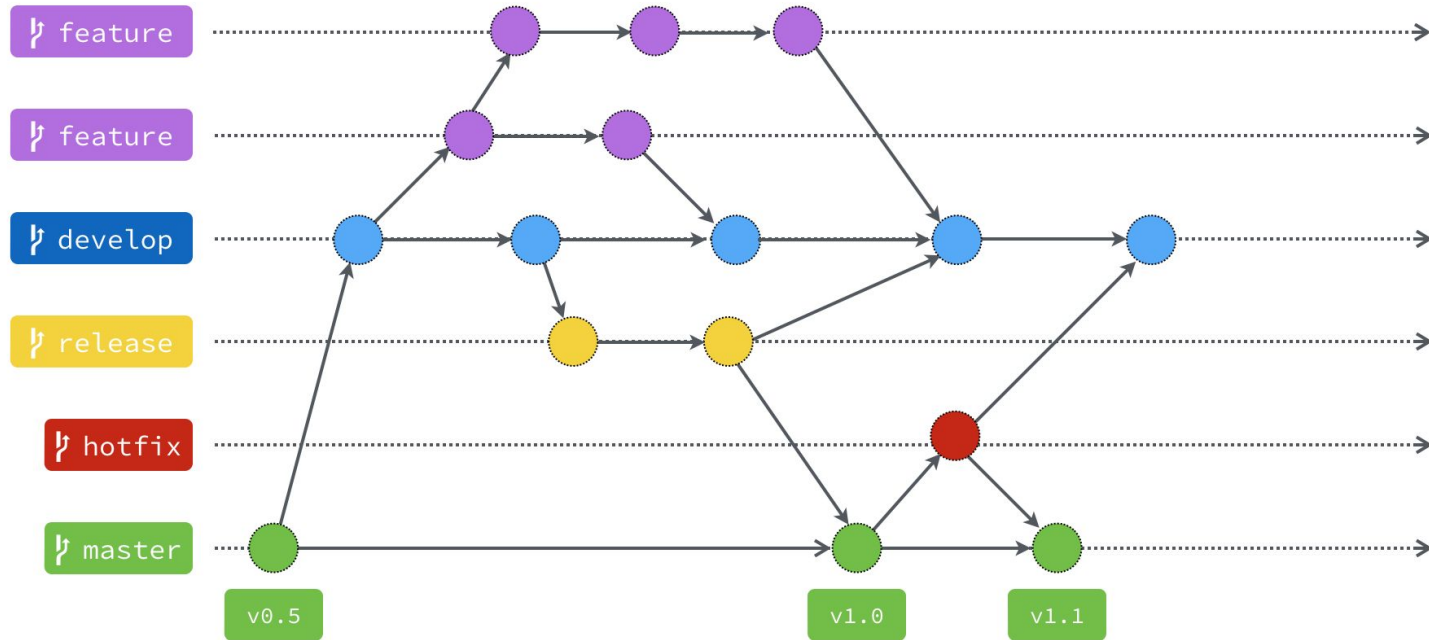 feature
feature
develop
release
hotfix
master
v0.5
v1.0
v1.1